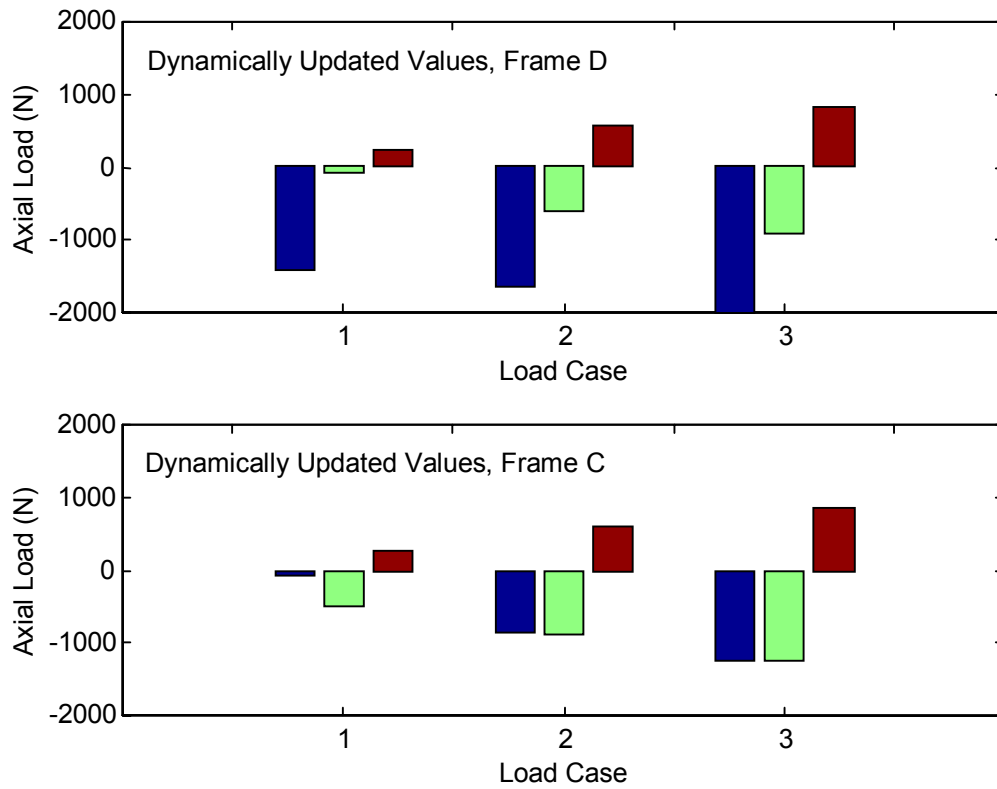 2000
Dynamically Updated Values, Frame D
1000
0
-1000
-2000
Axial Load (N)
1 2 3
Load Case
2000
Dynamically Updated Values, Frame C
1000
0
-1000
-2000
Axial Load (N)
1 2 3
Load Case